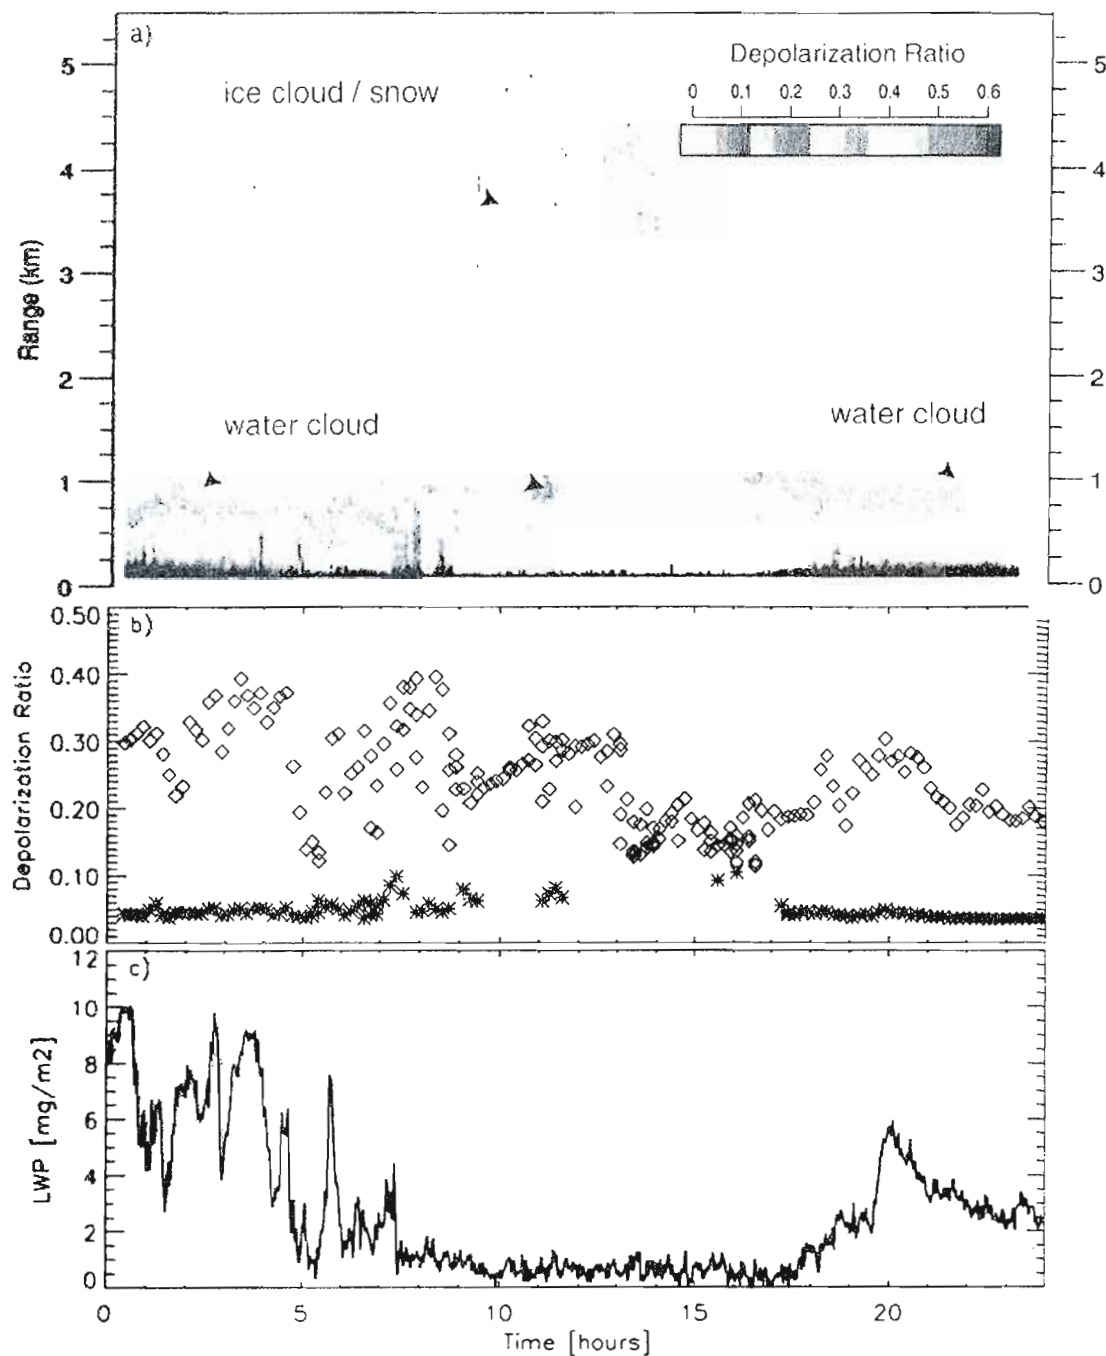 a)
Depolarization Ratio
0 0.1 0.2 0.3 0.4 0.5 0.6
ice cloud / snow
water cloud
water cloud
Range (km)
5
4
3
2
1
0
5
4
3
2
1
0
b)
Depolarization Ratio
0.50
0.40
0.30
0.20
0.10
0.00
c)
LWP [mg/m2]
12
10
8
6
4
2
0
0 5 10 15 20
Time [hours]